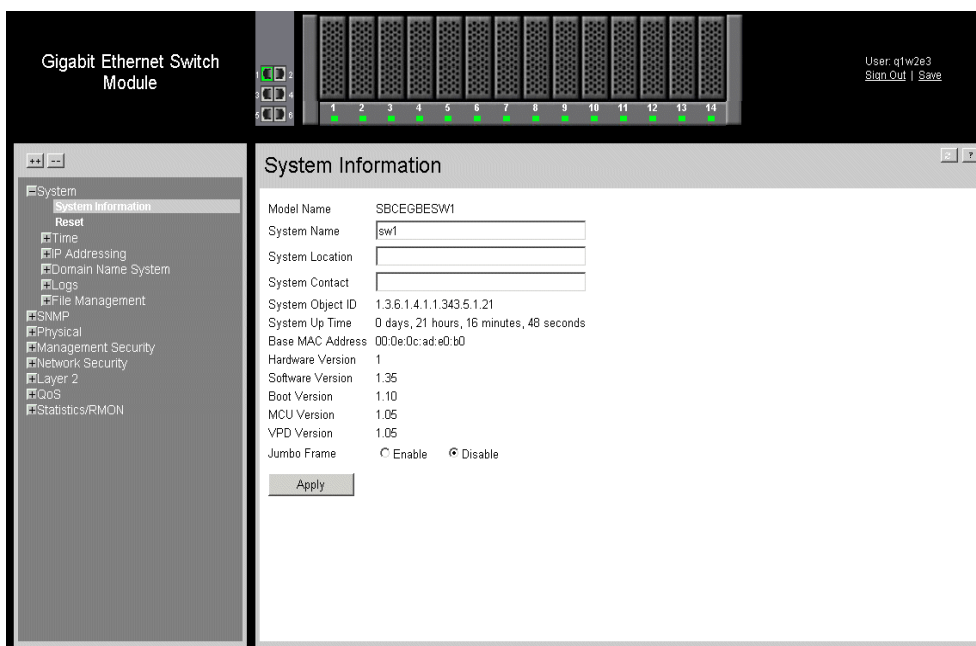 Gigabit Ethernet Switch
Module
1 2
3 4
5 6
1 2 3 4 5 6 7 8 9 10 11 12 13 14
User: q1w2e3
Sign Out | Save
++ --
System
System Information
Reset
Time
IP Addressing
Domain Name System
Logs
File Management
SNMP
Physical
Management Security
Network Security
Layer 2
QoS
Statistics/RMON
System Information
?
Model Name SBCEGBESW1
System Name sw1
System Location
System Contact
System Object ID 1.3.6.1.4.1.1.343.5.1.21
System Up Time 0 days, 21 hours, 16 minutes, 48 seconds
Base MAC Address 00:0e:0c:ad:e0:b0
Hardware Version 1
Software Version 1.35
Boot Version 1.10
MCU Version 1.05
VPD Version 1.05
Jumbo Frame Enable Disable
Apply